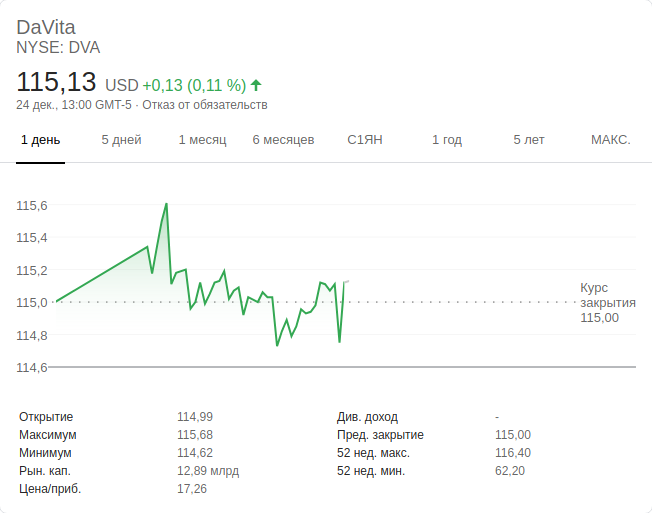 DaVita
NYSE: DVA
115,13 USD +0,13 (0,11 %)
24 дек., 13:00 GMT-5 · Отказ от обязательств
1 день 5 дней 1 месяц 6 месяцев С1ЯН 1 год 5 лет МАКС.
115,6
115,4
115,2
115,0
114,8
114,6
Курс
закрытия
115,00
Открытие 114,99 Див. доход -
Максимум 115,68 Пред. закрытие 115,00
Минимум 114,62 52 нед. макс. 116,40
Рын. кап. 12,89 млрд 52 нед. мин. 62,20
Цена/приб. 17,26